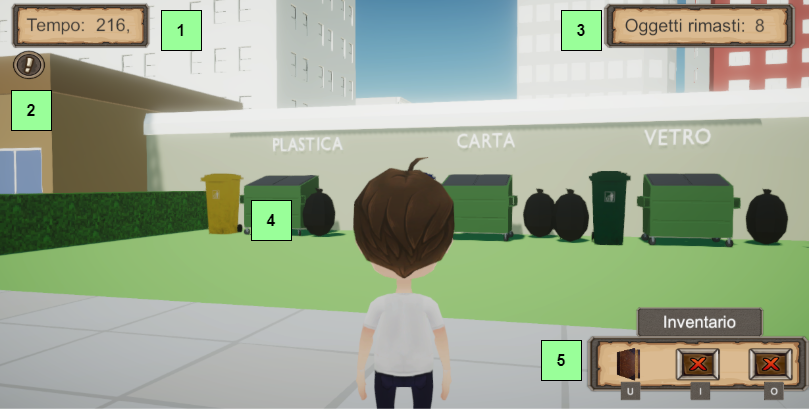 Tempo: 216,
1
3
Oggetti rimasti: 8
2
PLASTICA
CARTA
VETRO
4
Inventario
5
U
I
O